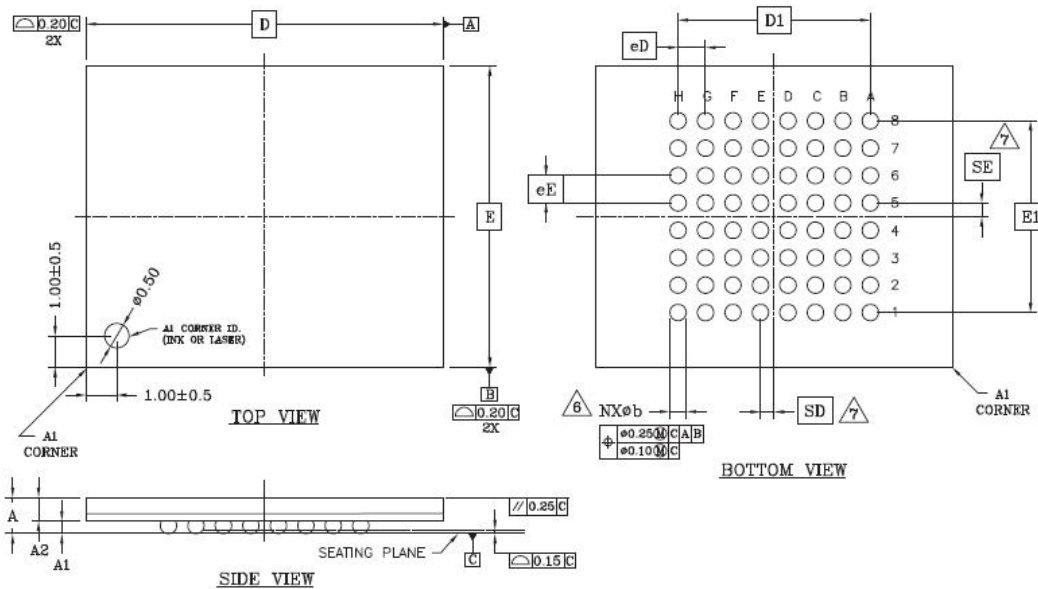 ⌓ 0.20 C
2X
D
A
E
1.00±0.5
ø0.50
A1 CORNER ID.
(INK OR LASER)
1.00±0.5
B
⌓ 0.20 C
2X
TOP VIEW
A1
CORNER
D1
eD
H G F E D C B A
8
7
6
5
4
3
2
1
7
SE
eE
E1
6 NXøb
SD 7
⌖ ø0.25 Ⓜ C A B
ø0.10 Ⓜ C
A1
CORNER
BOTTOM VIEW
A
A2
A1
// 0.25 C
SEATING PLANE
C
⌓ 0.15 C
SIDE VIEW